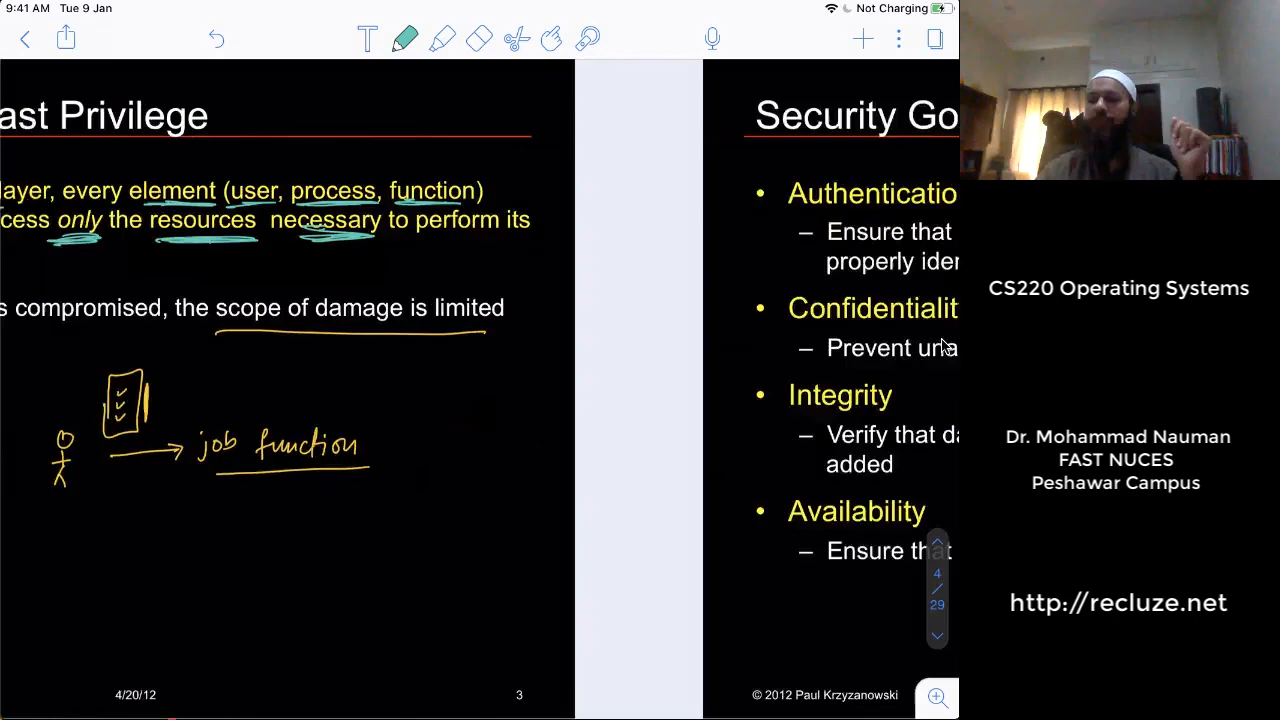 9:41 AM Tue 9 Jan
Not Charging
T
ast Privilege
layer, every element (user, process, function)
cess only the resources necessary to perform its
s compromised, the scope of damage is limited
job function
4/20/12
3
Security Go
• Authenticatio
– Ensure that
properly iden
• Confidentialit
– Prevent una
• Integrity
– Verify that da
added
• Availability
– Ensure that
4
/
29
© 2012 Paul Krzyzanowski
CS220 Operating Systems
Dr. Mohammad Nauman
FAST NUCES
Peshawar Campus
http://recluze.net